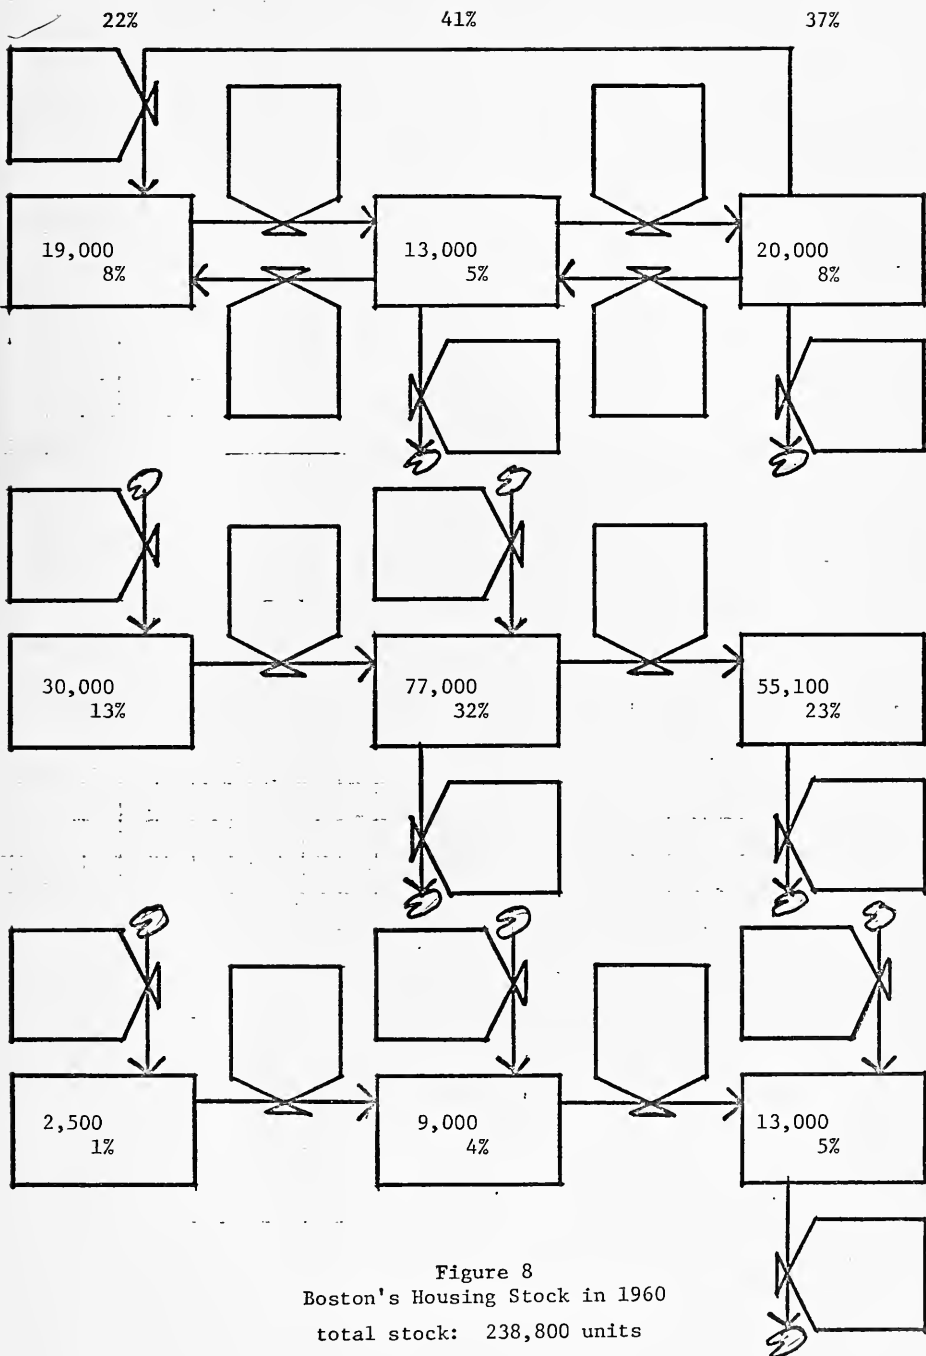 22% 41% 37%
19,000 13,000 20,000
8% 5% 8%
30,000 77,000 55,100
13% 32% 23%
2,500 9,000 13,000
1% 4% 5%
Figure 8
Boston's Housing Stock in 1960
total stock: 238,800 units